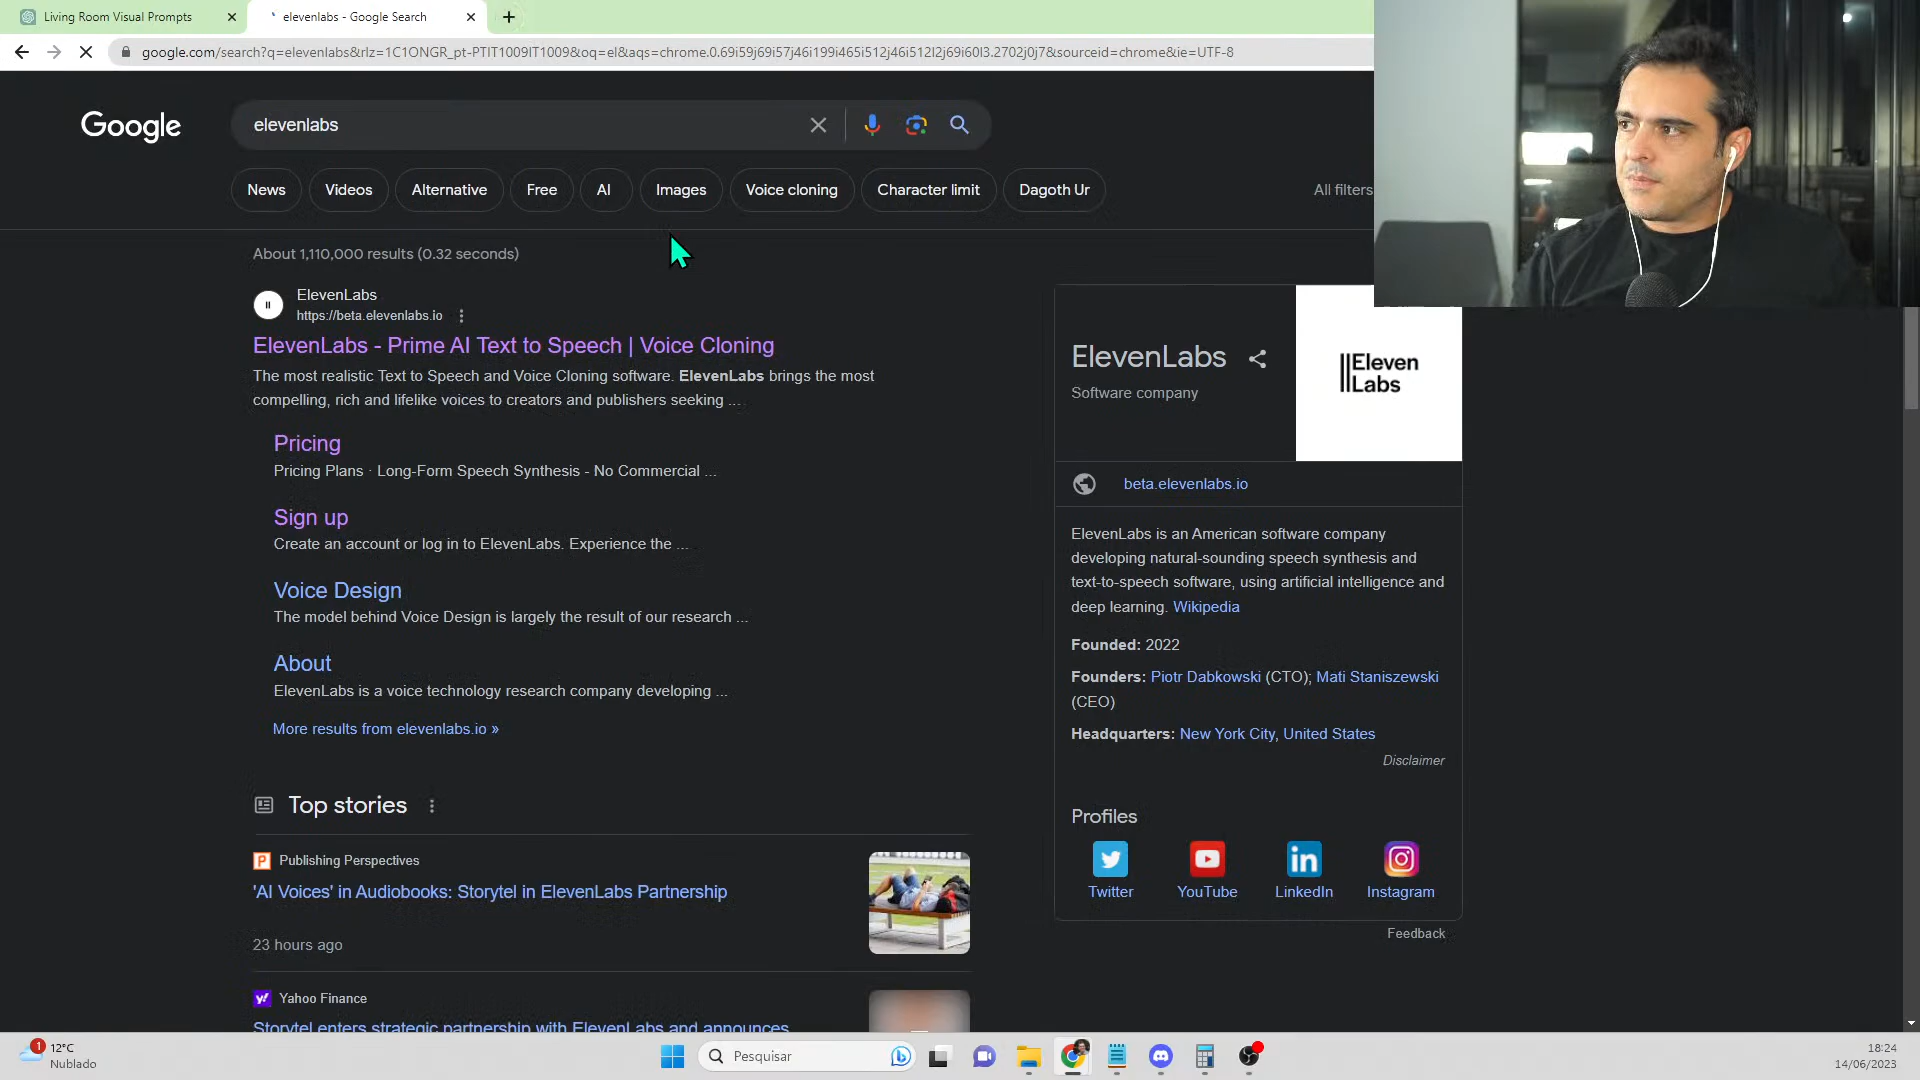 Living Room Visual Prompts
elevenlabs - Google Search
google.com/search?q=elevenlabs&rlz=1C1ONGR_pt-PTIT1009IT1009&oq=el&aqs=chrome.0.69i59j69i57j46i199i465i512j46i512l2j69i60l3.2702j0j7&sourceid=chrome&ie=UTF-8
Google
elevenlabs
News
Videos
Alternative
Free
AI
Images
Voice cloning
Character limit
Dagoth Ur
All filters
About 1,110,000 results (0.32 seconds)
ElevenLabs
https://beta.elevenlabs.io
ElevenLabs - Prime AI Text to Speech | Voice Cloning
The most realistic Text to Speech and Voice Cloning software. ElevenLabs brings the most
compelling, rich and lifelike voices to creators and publishers seeking ...
Pricing
Pricing Plans · Long-Form Speech Synthesis - No Commercial ...
Sign up
Create an account or log in to ElevenLabs. Experience the ...
Voice Design
The model behind Voice Design is largely the result of our research ...
About
ElevenLabs is a voice technology research company developing ...
More results from elevenlabs.io »
Top stories
Publishing Perspectives
'AI Voices' in Audiobooks: Storytel in ElevenLabs Partnership
23 hours ago
Yahoo Finance
Storytel enters strategic partnership with ElevenLabs and announces
ElevenLabs
Software company
||Eleven
Labs
beta.elevenlabs.io
ElevenLabs is an American software company
developing natural-sounding speech synthesis and
text-to-speech software, using artificial intelligence and
deep learning. Wikipedia
Founded: 2022
Founders: Piotr Dabkowski (CTO); Mati Staniszewski
(CEO)
Headquarters: New York City, United States
Disclaimer
Profiles
Twitter
YouTube
LinkedIn
Instagram
Feedback
1
12°C
Nublado
Pesquisar
18:24
14/06/2023